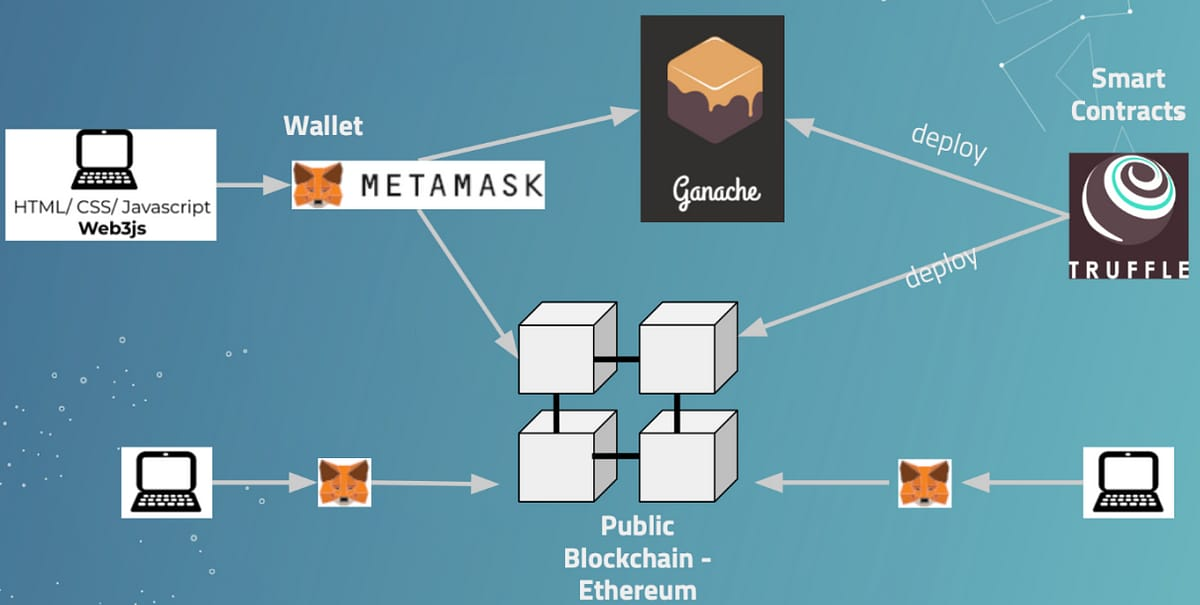 Smart
Contracts
Wallet
deploy
METAMASK
Ganache
HTML/ CSS/ Javascript
Web3js
deploy
TRUFFLE
Public
Blockchain -
Ethereum